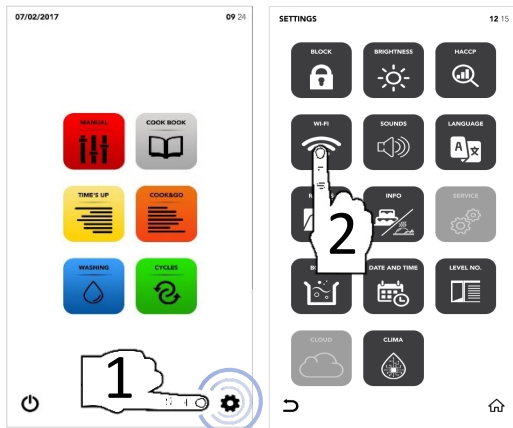 07/02/2017
09 24
MANUAL
COOK BOOK
TIME'S UP
COOK&GO
WASHING
CYCLES
1
SETTINGS
12 15
BLOCK
BRIGHTNESS
HACCP
WI-FI
SOUNDS
LANGUAGE
A
INFO
SERVICE
2
DATE AND TIME
LEVEL NO.
CLOUD
CLIMA